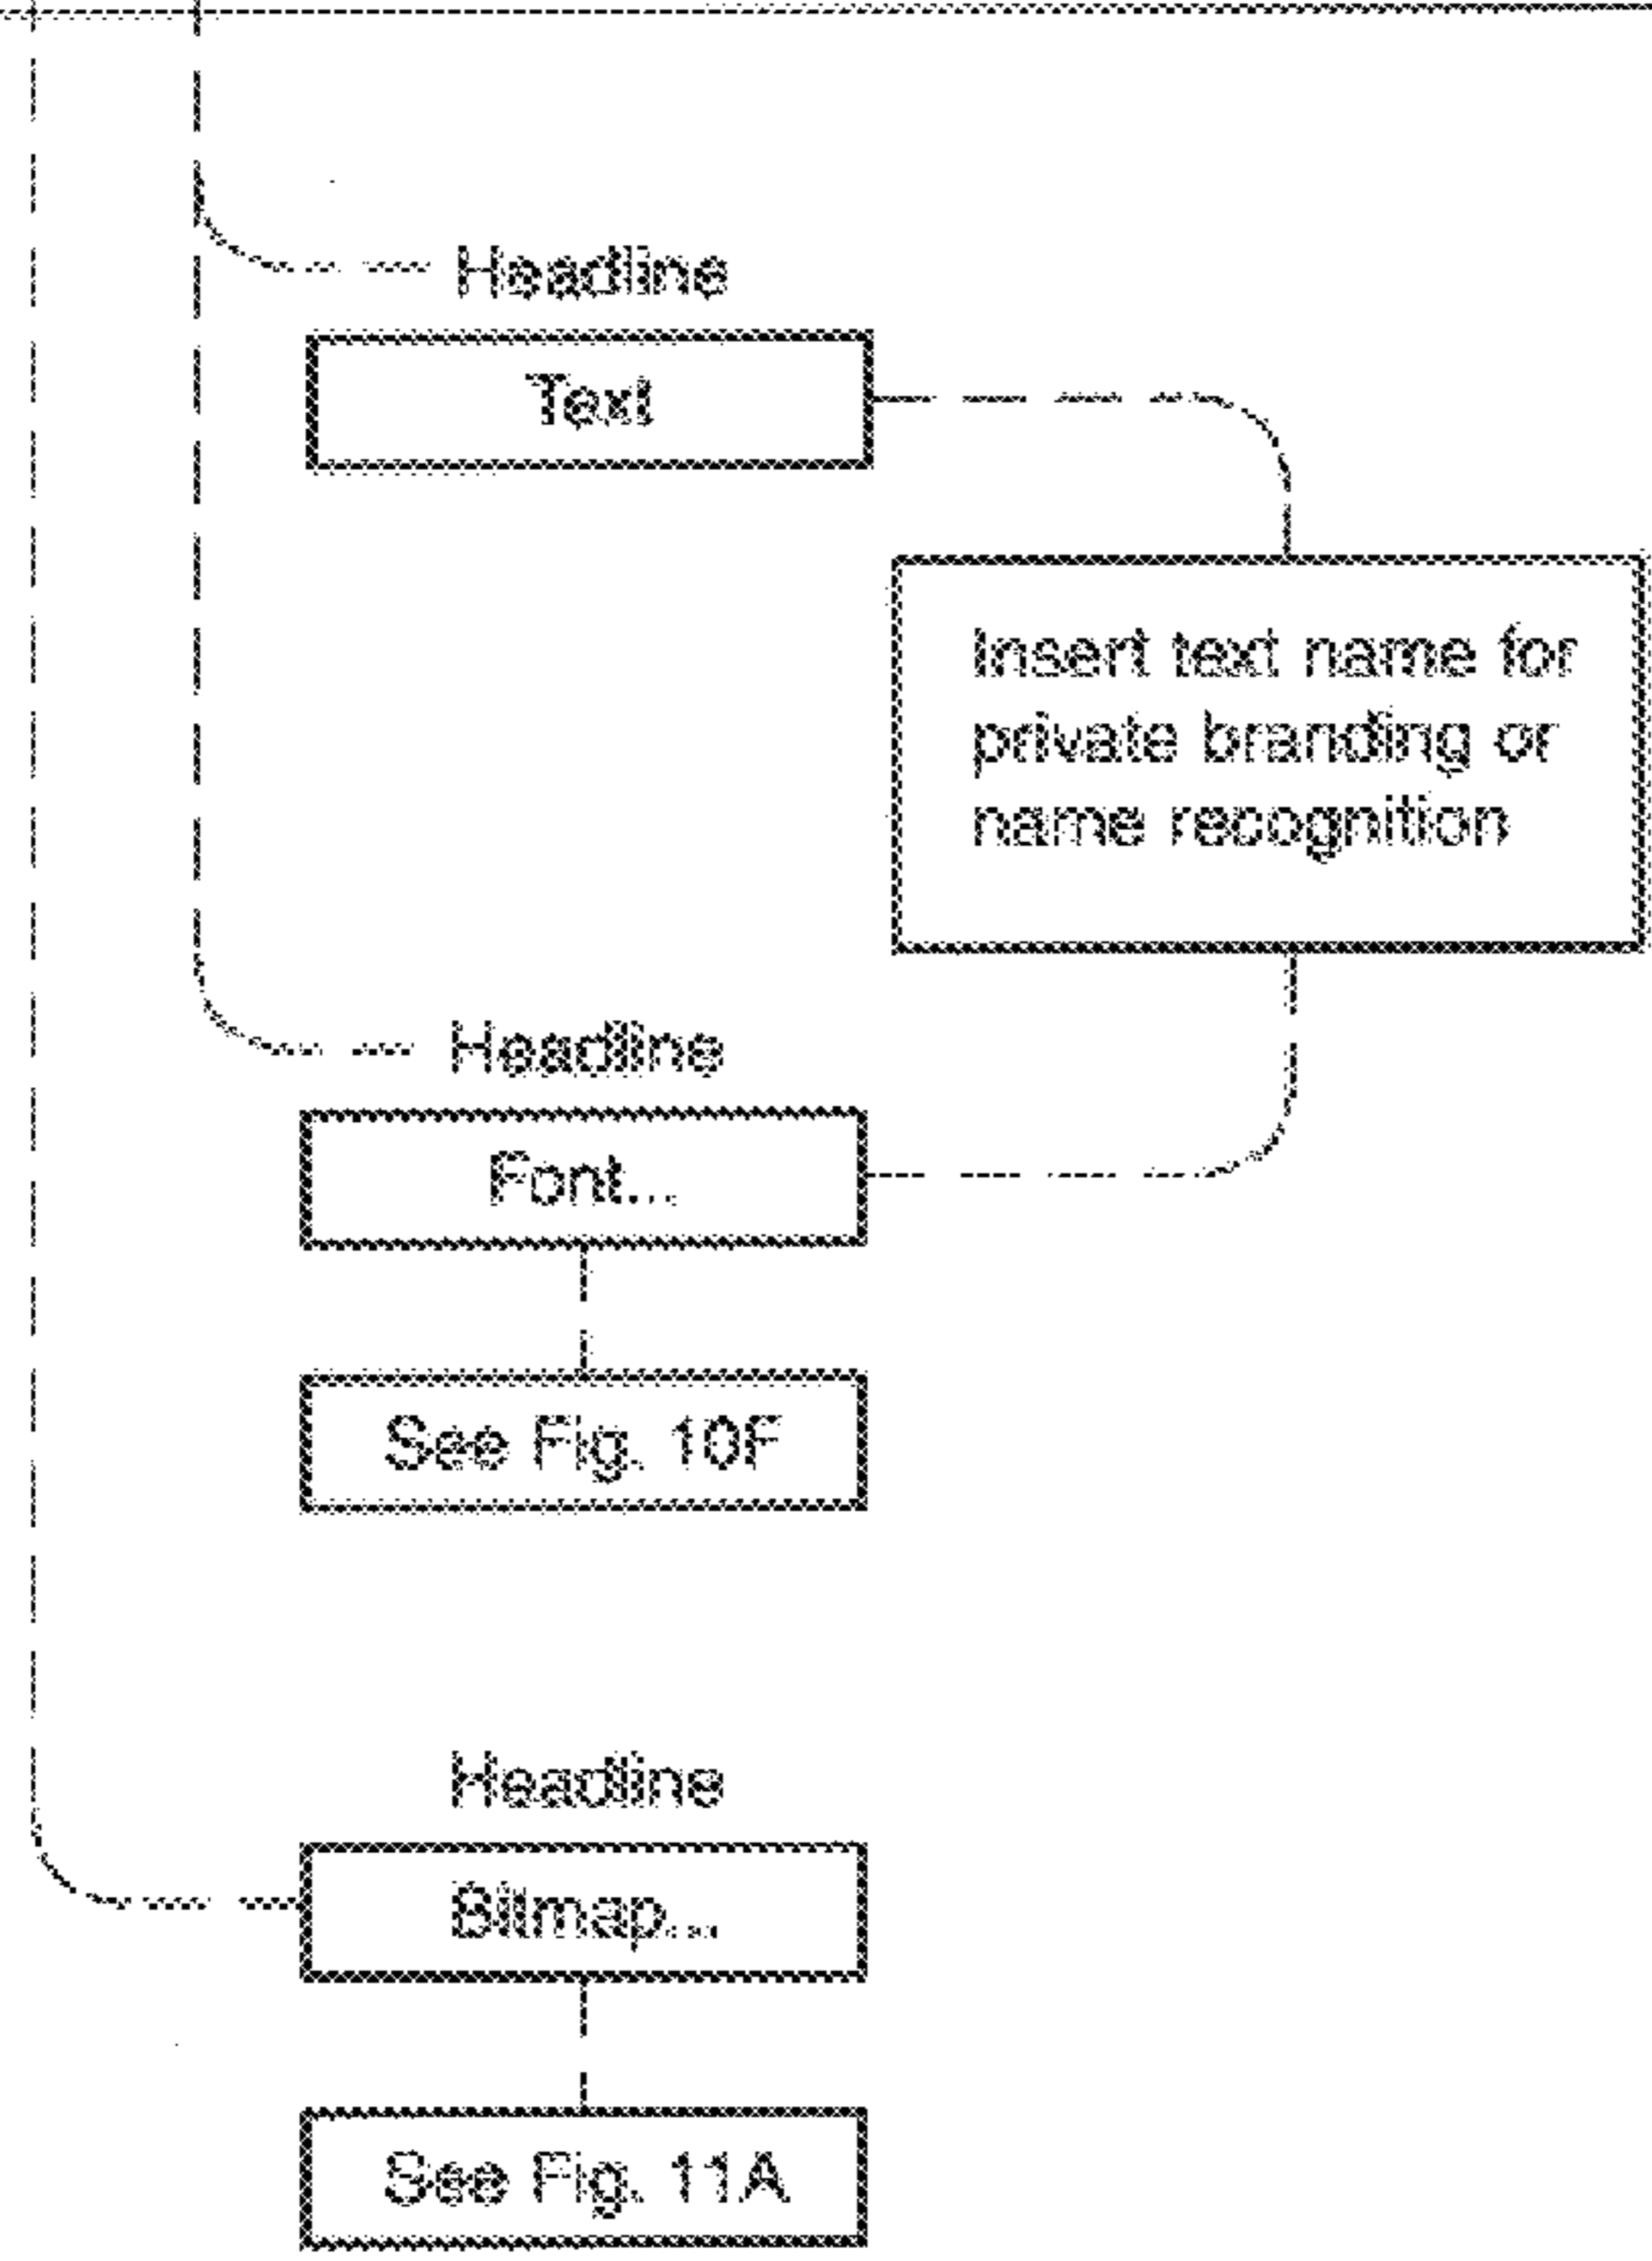 Headline
Text
Insert text name for
private branding or
name recognition
Headline
Font...
See Fig. 10F
Headline
Bitmap...
See Fig. 11A